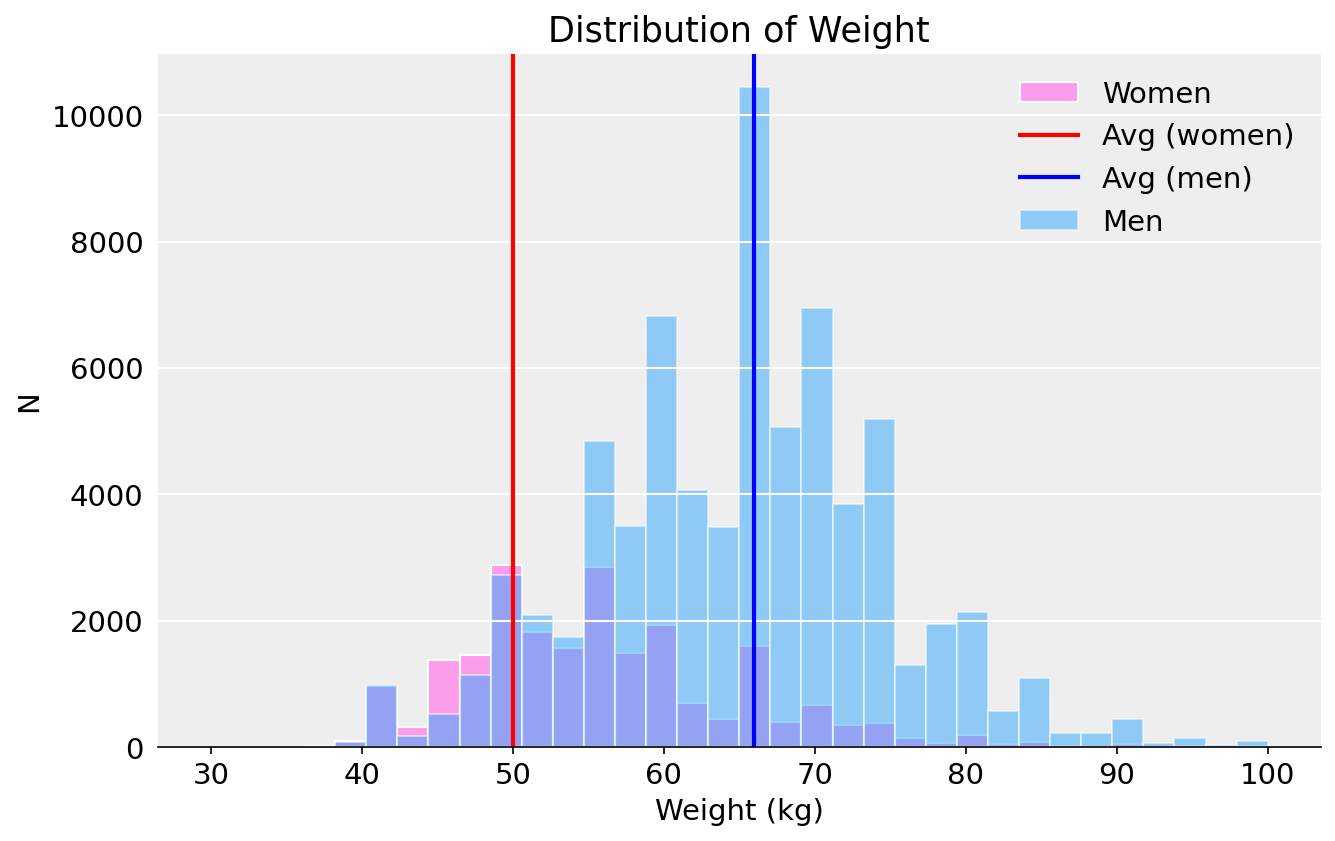 Distribution of Weight
Women
Avg (women)
Avg (men)
Men
10000
8000
6000
4000
2000
0
N
30 40 50 60 70 80 90 100
Weight (kg)